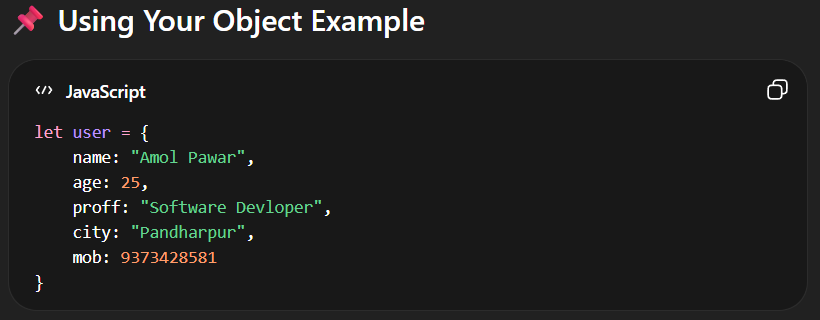 Using Your Object Example
JavaScript
let user = {
    name: "Amol Pawar",
    age: 25,
    proff: "Software Devloper",
    city: "Pandharpur",
    mob: 9373428581
}